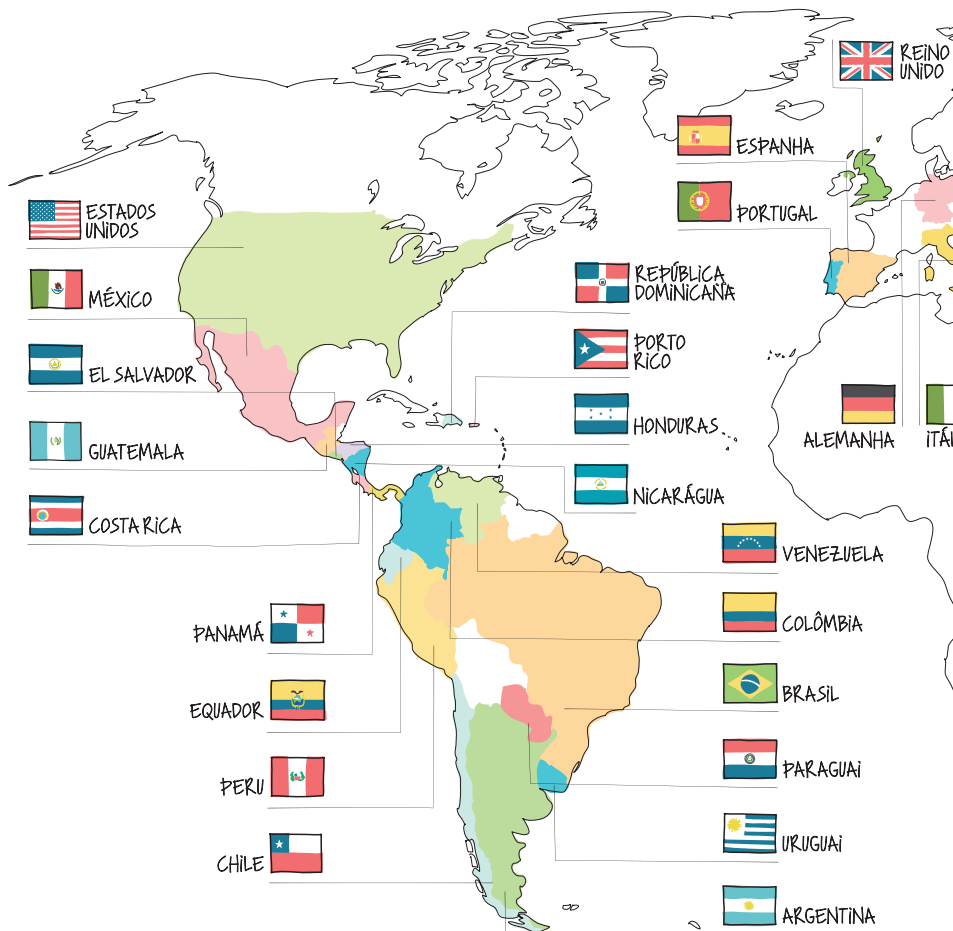 REINO
UNIDO
ESPANHA
PORTUGAL
ESTADOS
UNIDOS
MÉXICO
EL SALVADOR
GUATEMALA
COSTA RICA
REPÚBLICA
DOMINICANA
PORTO
RICO
HONDURAS
NICARÁGUA
ALEMANHA
VENEZUELA
COLÔMBIA
BRASIL
PARAGUAI
URUGUAI
ARGENTINA
PANAMÁ
EQUADOR
PERU
CHILE